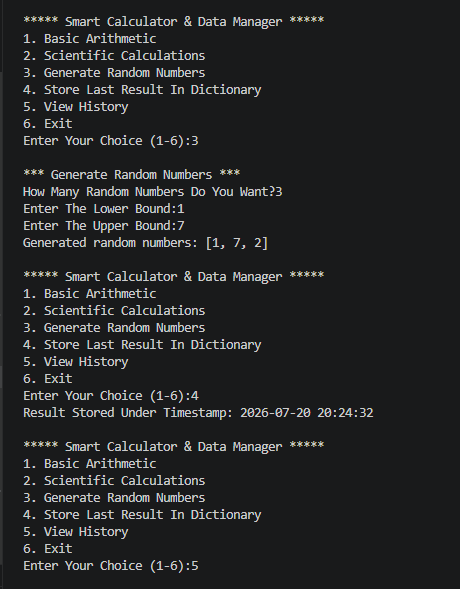 ***** Smart Calculator & Data Manager *****
1. Basic Arithmetic
2. Scientific Calculations
3. Generate Random Numbers
4. Store Last Result In Dictionary
5. View History
6. Exit
Enter Your Choice (1-6):3
*** Generate Random Numbers ***
How Many Random Numbers Do You Want?3
Enter The Lower Bound:1
Enter The Upper Bound:7
Generated random numbers: [1, 7, 2]
***** Smart Calculator & Data Manager *****
1. Basic Arithmetic
2. Scientific Calculations
3. Generate Random Numbers
4. Store Last Result In Dictionary
5. View History
6. Exit
Enter Your Choice (1-6):4
Result Stored Under Timestamp: 2026-07-20 20:24:32
***** Smart Calculator & Data Manager *****
1. Basic Arithmetic
2. Scientific Calculations
3. Generate Random Numbers
4. Store Last Result In Dictionary
5. View History
6. Exit
Enter Your Choice (1-6):5